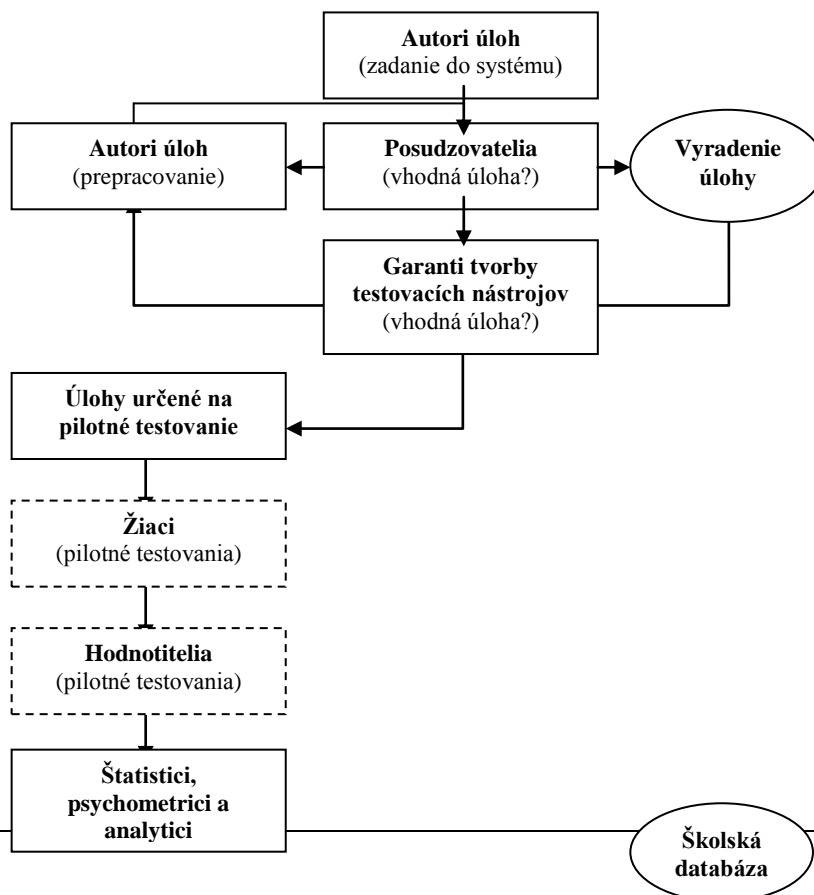 Autori úloh
(zadanie do systému)
Autori úloh
(prepracovanie)
Posudzovatelia
(vhodná úloha?)
Vyradenie
úlohy
Garanti tvorby
testovacích nástrojov
(vhodná úloha?)
Úlohy určené na
pilotné testovanie
Žiaci
(pilotné testovania)
Hodnotitelia
(pilotné testovania)
Štatistici,
psychometrici a
analytici
Školská
databáza